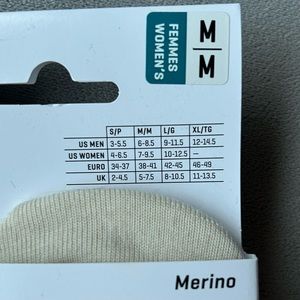 FEMMES
WOMEN'S
M
M
S/P M/M L/G XL/TG
US MEN 3-5.5 6-8.5 9-11.5 12-14.5
US WOMEN 4-6.5 7-9.5 10-12.5 —
EURO 34-37 38-41 42-45 46-49
UK 2-4.5 5-7.5 8-10.5 11-13.5
Merino